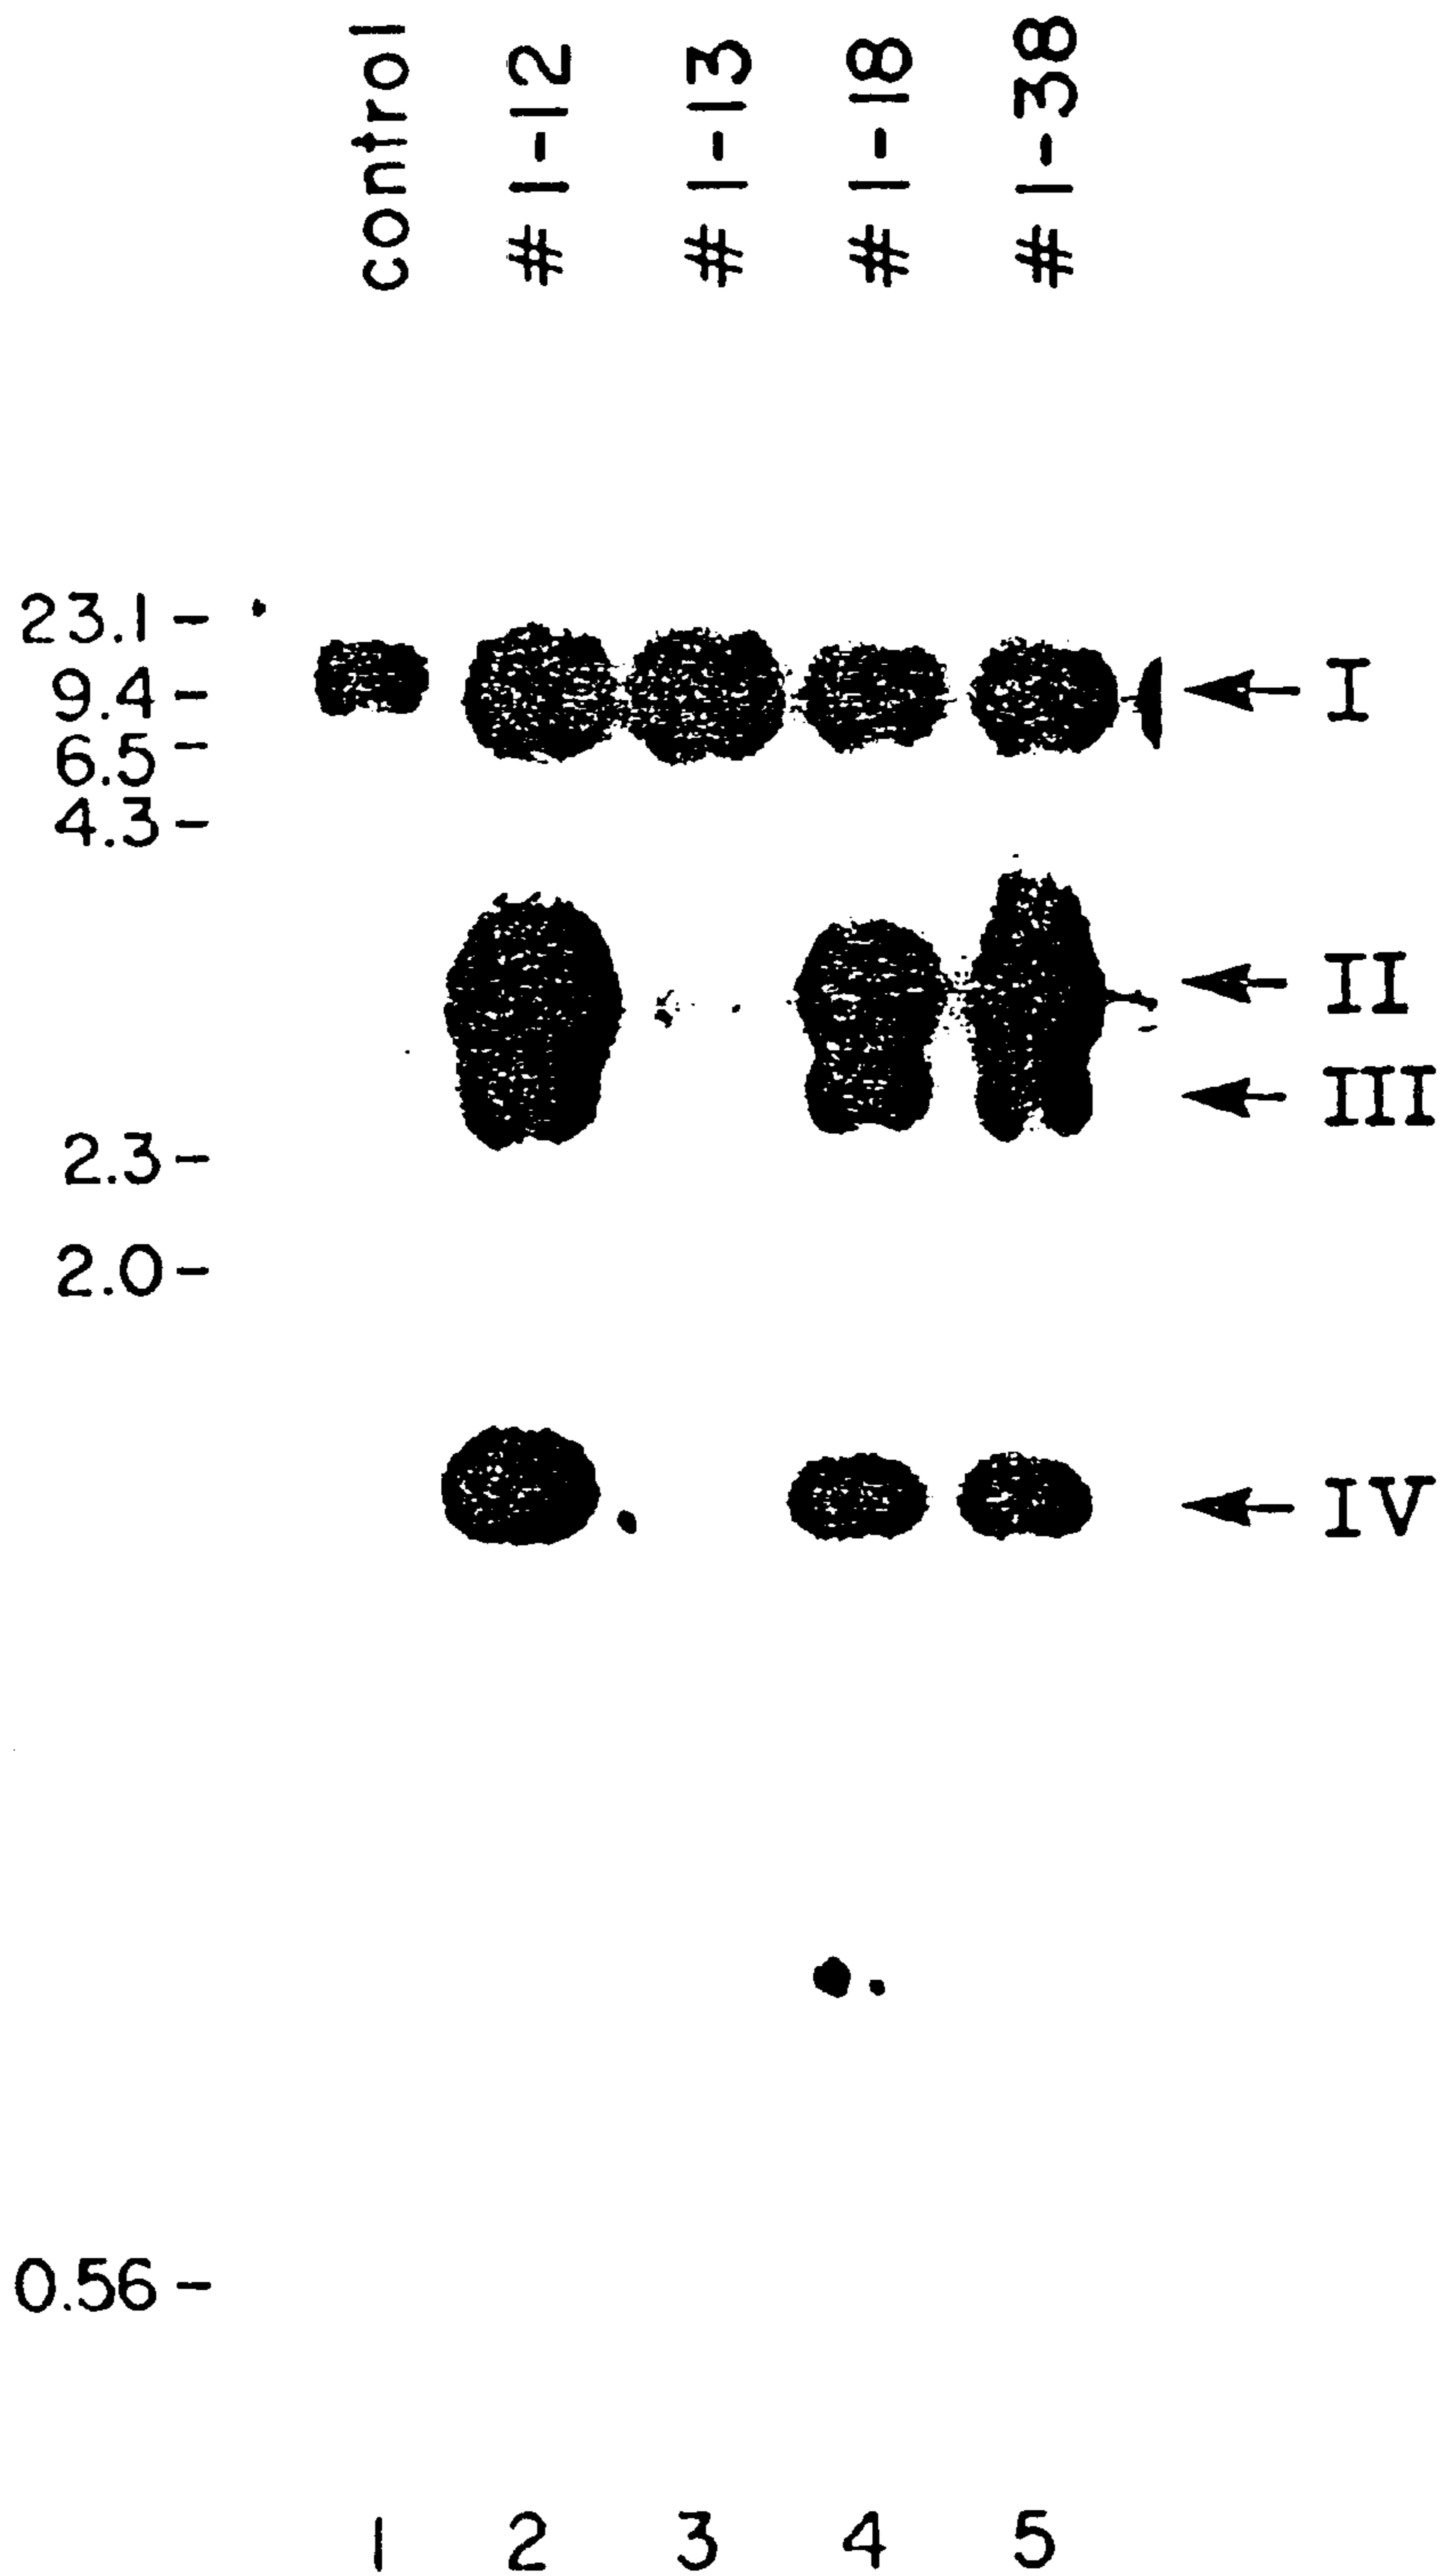 control
# 1-12
# 1-13
# 1-18
# 1-38
23.1 -
9.4 -
6.5 -
4.3 -
2.3 -
2.0 -
0.56 -
I
II
III
IV
1 2 3 4 5